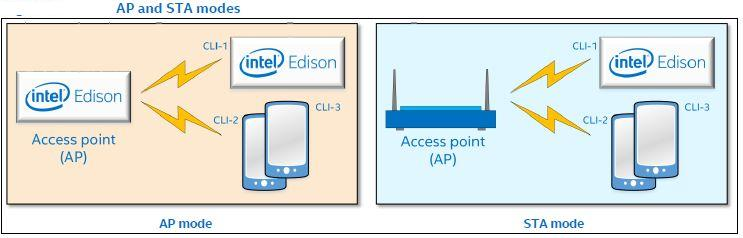 AP and STA modes
CLI-1
intel Edison
intel Edison
CLI-3
CLI-2
Access point
(AP)
AP mode
CLI-1
intel Edison
CLI-3
CLI-2
Access point
(AP)
STA mode